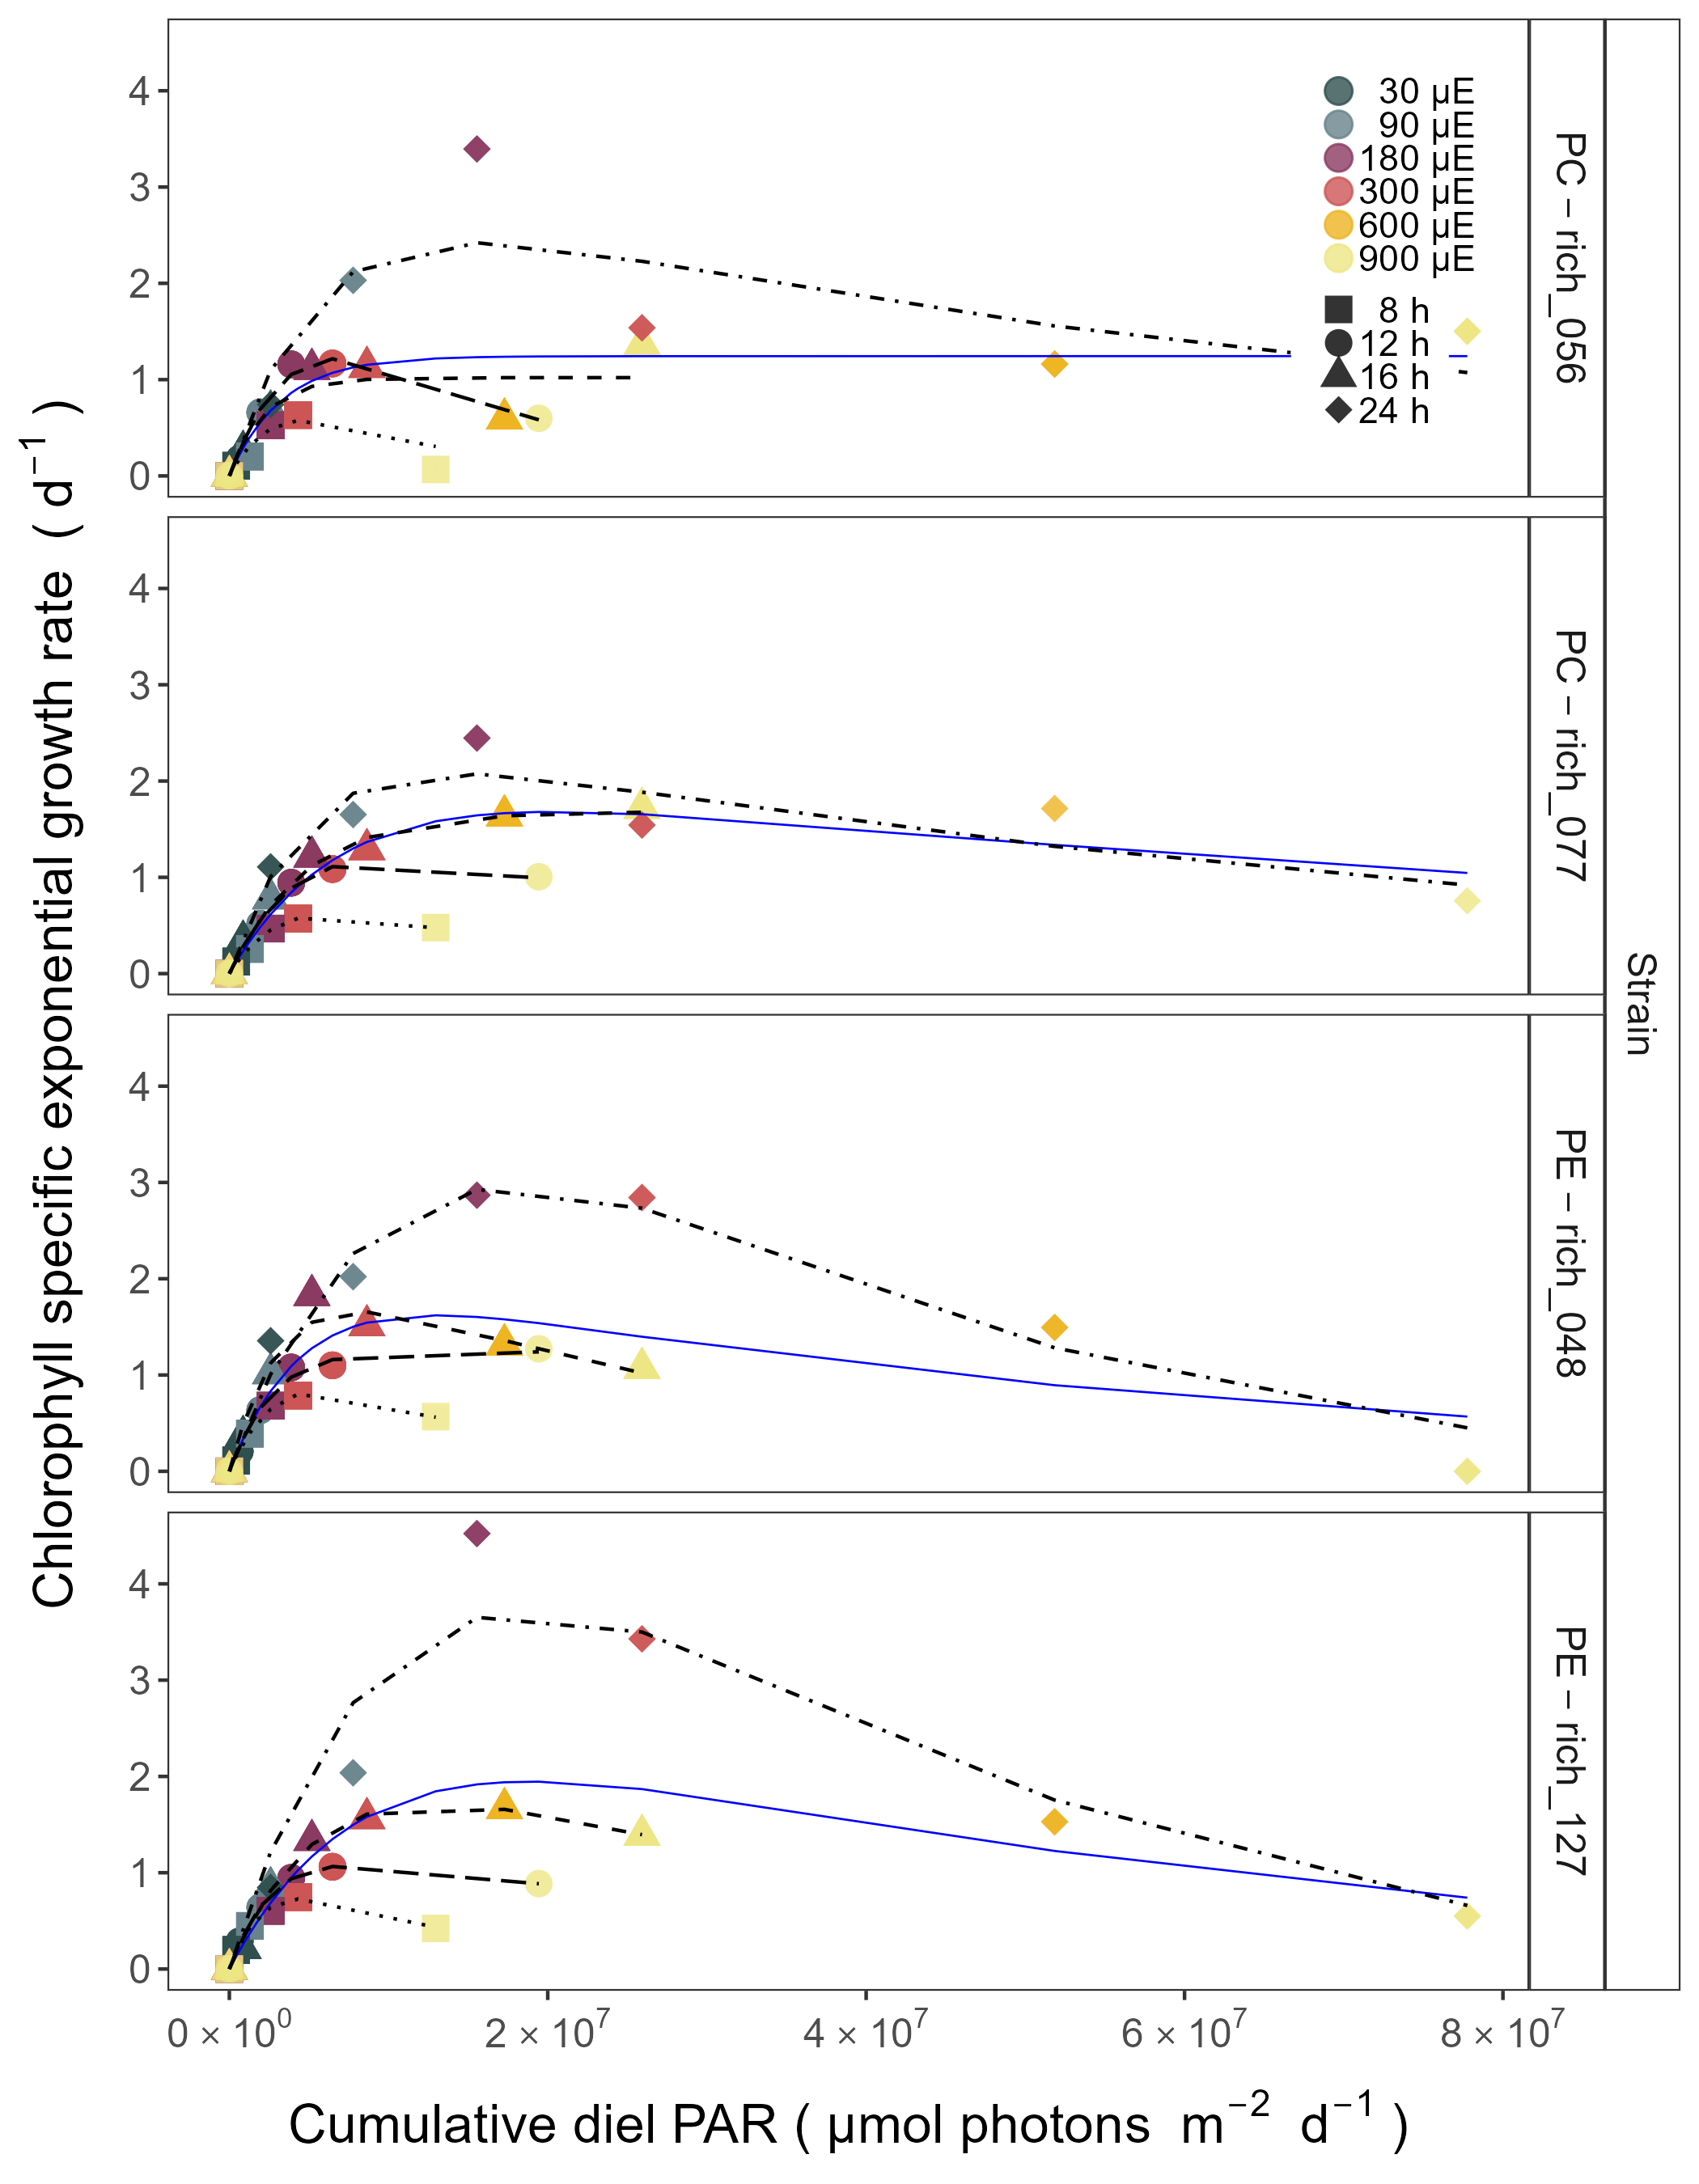 Chlorophyll specific exponential growth rate ( d⁻¹ )
4
3
2
1
0
30 µE
90 µE
180 µE
300 µE
600 µE
900 µE
8 h
12 h
16 h
24 h
PC − rich_056
4
3
2
1
0
PC − rich_077
4
3
2
1
0
PE − rich_048
4
3
2
1
0
PE − rich_127
Strain
0 × 10⁰
2 × 10⁷
4 × 10⁷
6 × 10⁷
8 × 10⁷
Cumulative diel PAR ( µmol photons m⁻² d⁻¹ )